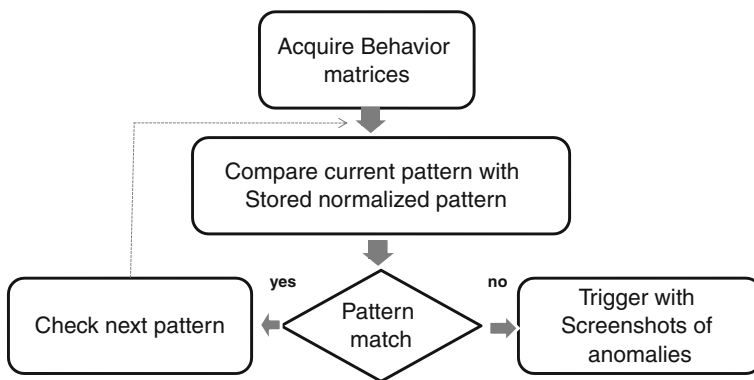 Acquire Behavior
matrices
Compare current pattern with
Stored normalized pattern
yes
no
Check next pattern
Pattern
match
Trigger with
Screenshots of
anomalies